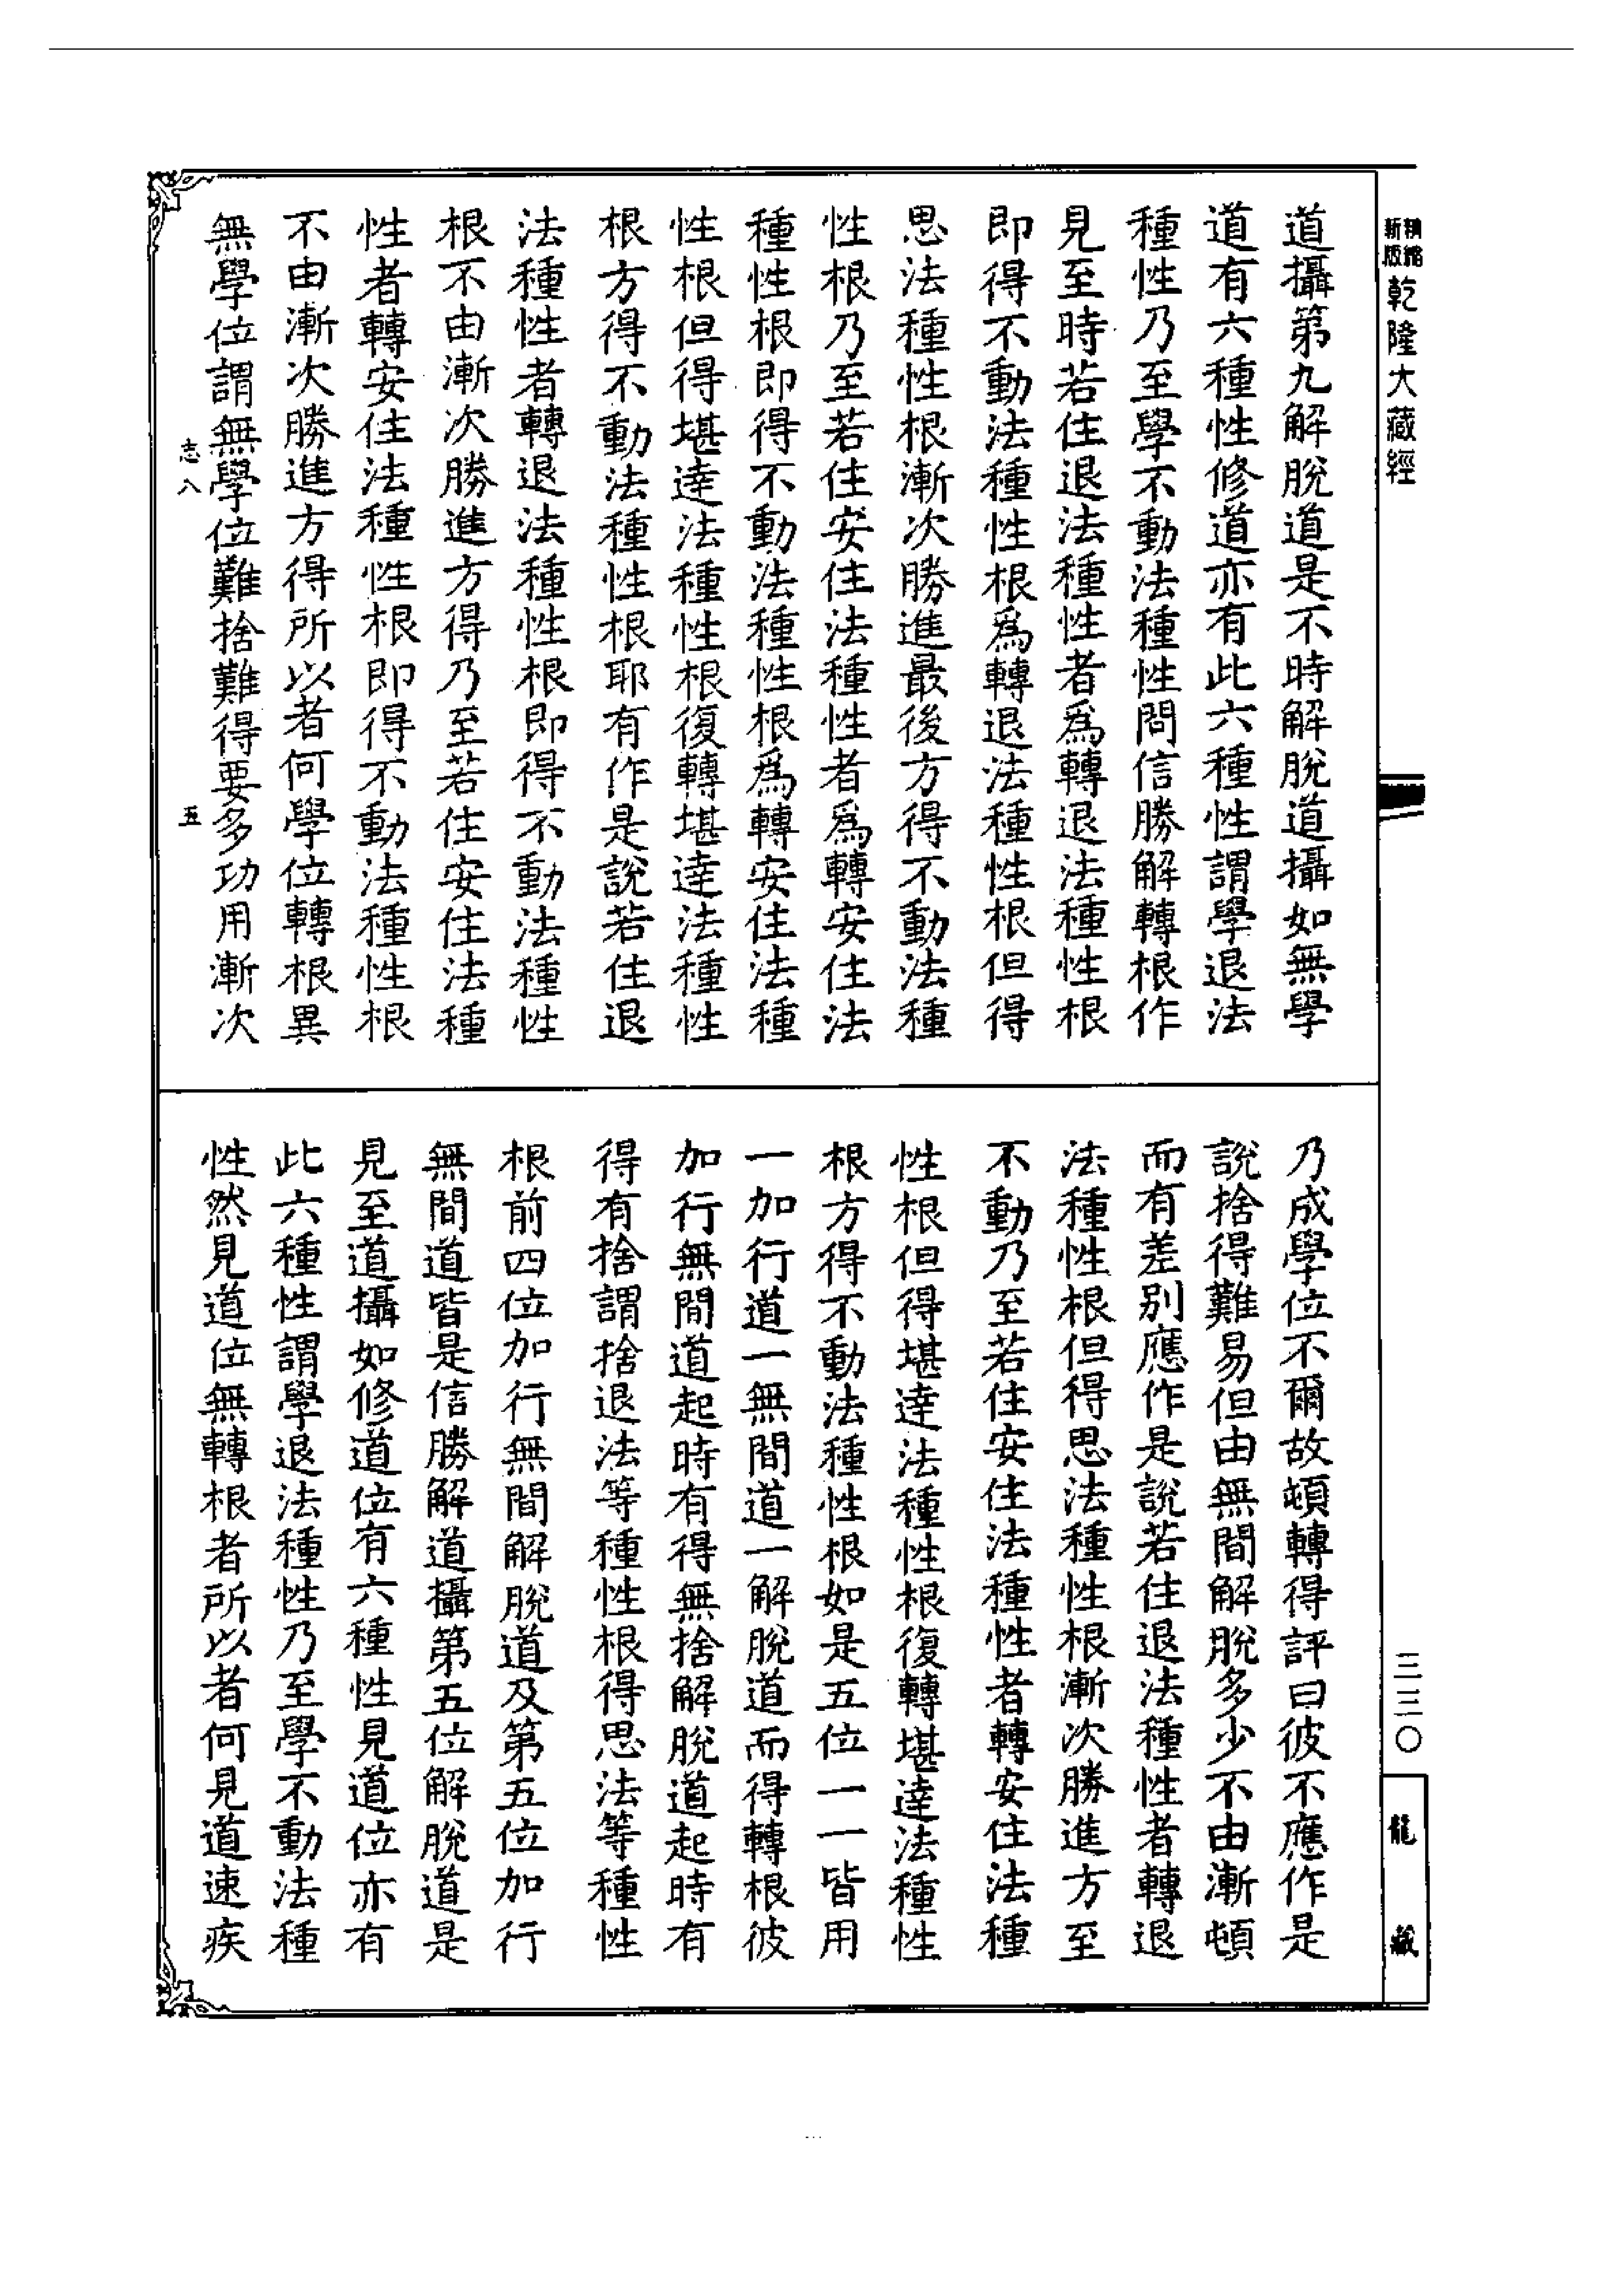 新版精縮乾隆大藏經
道攝第九解脫道是不時解脫道攝如無學
道有六種性修道亦有此六種性謂學退法
種性乃至學不動法種性問信勝解轉根作
見至時若住退法種性者爲轉退法種性根
即得不動法種性根爲轉退法種性根但得
思法種性根漸次勝進最後方得不動法種
性根乃至若住安住法種性者爲轉安住法
種性根即得不動法種性根爲轉安住法種
性根但得堪達法種性根復轉堪達法種性
根方得不動法種性根耶有作是說若住退
法種性者轉退法種性根即得不動法種性
根不由漸次勝進方得乃至若住安住法種
性者轉安住法種性根即得不動法種性根
不由漸次勝進方得所以者何學位轉根異
無學位謂無學位難捨難得要多功用漸次
志八
五
乃成學位不爾故頓轉得評曰彼不應作是
說捨得難易但由無間解脫多少不由漸頓
而有差別應作是說若住退法種性者轉退
法種性根但得思法種性根漸次勝進方至
不動乃至若住安住法種性者轉安住法種
性根但得堪達法種性根復轉堪達法種性
根方得不動法種性根如是五位一一皆用
一加行道一無間道一解脫道而得轉根彼
加行無間道起時有得無捨解脫道起時有
得有捨謂捨退法等種性根得思法等種性
根前四位加行無間解脫道及第五位加行
無間道皆是信勝解道攝第五位解脫道是
見至道攝如修道位有六種性見道位亦有
此六種性謂學退法種性乃至學不動法種
性然見道位無轉根者所以者何見道速疾
三三〇
龍藏